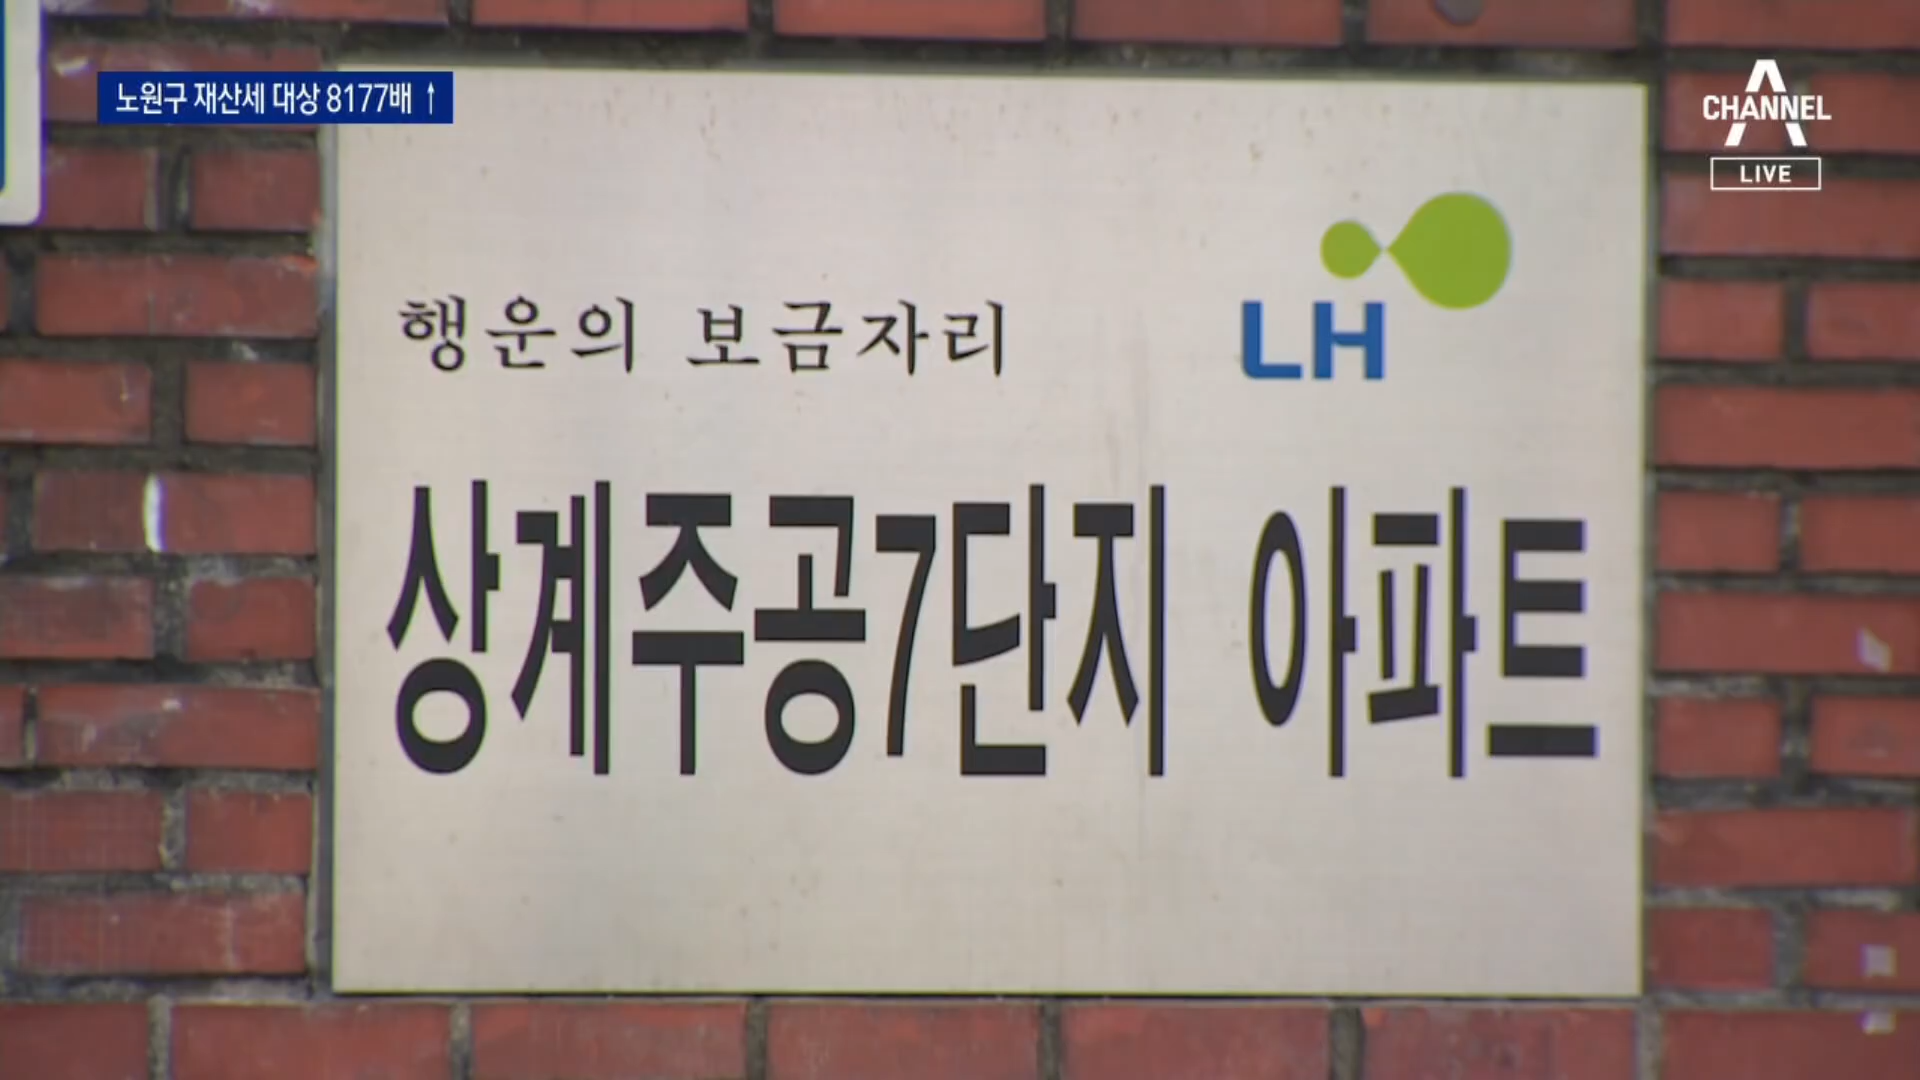 노원구 재산세 대상 8177배 ↑
CHANNEL A
LIVE
행운의 보금자리
LH
상계주공7단지 아파트